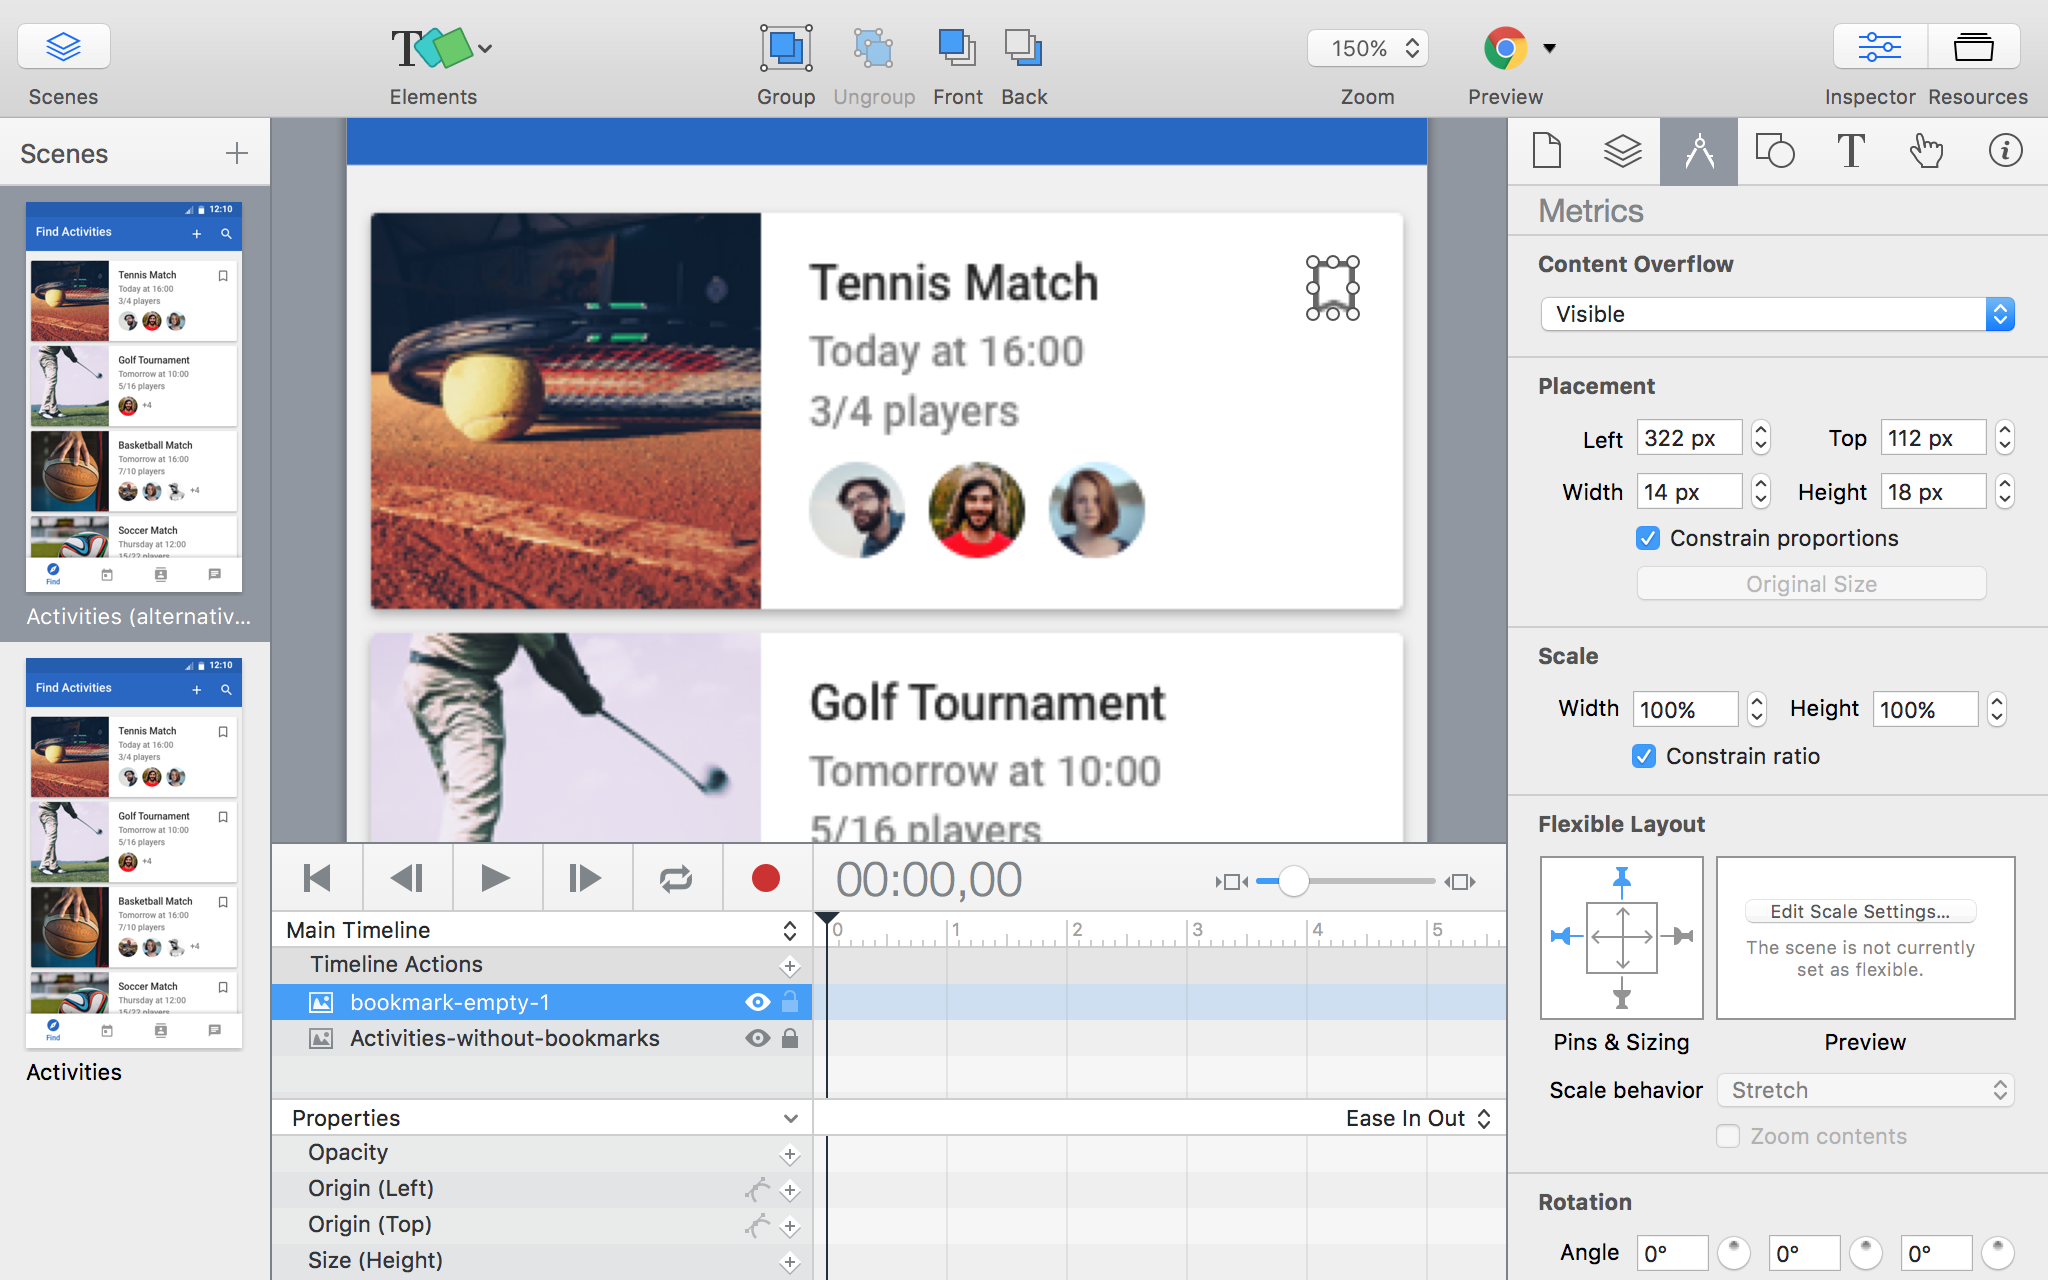 Scenes
Elements
Group
Ungroup
Front
Back
150%
Zoom
Preview
Inspector
Resources
Scenes
12:10
Find Activities
Tennis Match
Today at 16:00
3/4 players
Golf Tournament
Tomorrow at 10:00
5/16 players
+4
Basketball Match
Tomorrow at 16:00
7/10 players
+4
Soccer Match
Thursday at 12:00
15/22 players
Find
Activities (alternativ...
12:10
Find Activities
Tennis Match
Today at 16:00
3/4 players
Golf Tournament
Tomorrow at 10:00
5/16 players
+4
Basketball Match
Tomorrow at 16:00
7/10 players
+4
Soccer Match
Thursday at 12:00
Find
Activities
Tennis Match
Today at 16:00
3/4 players
Golf Tournament
Tomorrow at 10:00
5/16 players
00:00,00
Main Timeline
0 1 2 3 4 5
Timeline Actions
bookmark-empty-1
Activities-without-bookmarks
Properties
Ease In Out
Opacity
Origin (Left)
Origin (Top)
Size (Height)
Metrics
Content Overflow
Visible
Placement
Left 322 px Top 112 px
Width 14 px Height 18 px
Constrain proportions
Original Size
Scale
Width 100% Height 100%
Constrain ratio
Flexible Layout
Edit Scale Settings...
The scene is not currently
set as flexible.
Pins & Sizing
Preview
Scale behavior Stretch
Zoom contents
Rotation
Angle 0° 0° 0°